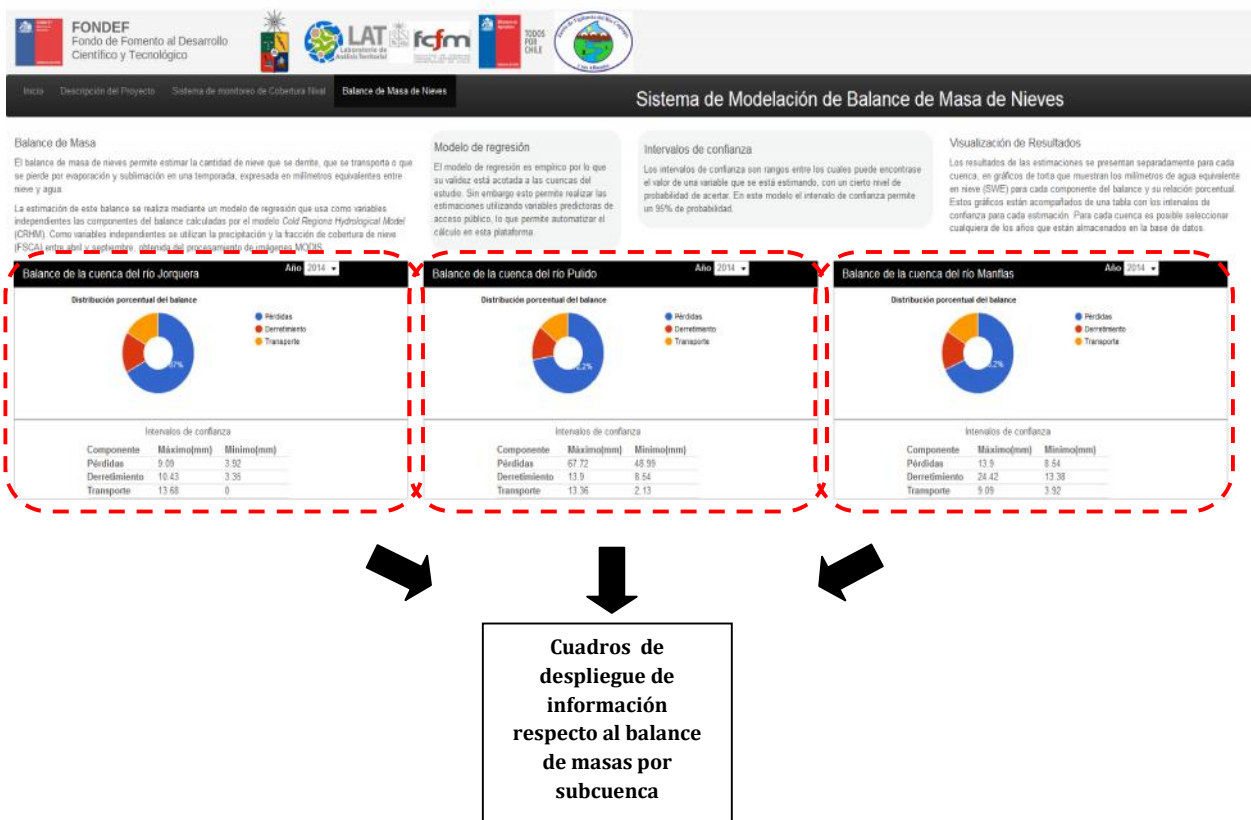 FONDEF
Fondo de Fomento al Desarrollo
Científico y Tecnológico
LAT
Laboratorio de
Análisis Territorial
fcfm
TODOS
POR
CHILE
Inicio Descripción del Proyecto Sistema de monitoreo de Cobertura Nival Balance de Masa de Nieves
Sistema de Modelación de Balance de Masa de Nieves
Balance de Masa
El balance de masa de nieves permite estimar la cantidad de nieve que se derrite, que se transporta o que
se pierde por evaporación y sublimación en una temporada, expresada en milímetros equivalentes entre
nieve y agua.
La estimación de este balance se realiza mediante un modelo de regresión que usa como variables
independientes las componentes del balance calculadas por el modelo Cold Regions Hydrological Model
(CRHM). Como variables independientes se utilizan la precipitación y la fracción de cobertura de nieve
(FSCA) entre abril y septiembre, obtenida del procesamiento de imágenes MODIS.
Modelo de regresión
El modelo de regresión es empírico por lo que
su validez está acotada a las cuencas del
estudio. Sin embargo esto permite realizar las
estimaciones utilizando variables predictoras de
acceso público, lo que permite automatizar el
cálculo en esta plataforma.
Intervalos de confianza
Los intervalos de confianza son rangos entre los cuales puede encontrase
el valor de una variable que se está estimando, con un cierto nivel de
probabilidad de acertar. En este modelo el intervalo de confianza permite
un 95% de probabilidad.
Visualización de Resultados
Los resultados de las estimaciones se presentan separadamente para cada
cuenca, en gráficos de torta que muestran los milímetros de agua equivalente
en nieve (SWE) para cada componente del balance y su relación porcentual.
Estos gráficos están acompañados de una tabla con los intervalos de
confianza para cada estimación. Para cada cuenca es posible seleccionar
cualquiera de los años que están almacenados en la base de datos.
Balance de la cuenca del río Jorquera Año 2014
Distribución porcentual del balance
Pérdidas
Derretimiento
Transporte
67%
Intervalos de confianza
Componente Máximo(mm) Mínimo(mm)
Pérdidas 9.09 3.92
Derretimiento 10.43 3.35
Transporte 13.68 0
Balance de la cuenca del río Pulido Año 2014
Distribución porcentual del balance
Pérdidas
Derretimiento
Transporte
2,2%
Intervalos de confianza
Componente Máximo(mm) Mínimo(mm)
Pérdidas 67.72 48.99
Derretimiento 13.9 8.54
Transporte 13.36 2.13
Balance de la cuenca del río Manflas Año 2014
Distribución porcentual del balance
Pérdidas
Derretimiento
Transporte
Intervalos de confianza
Componente Máximo(mm) Mínimo(mm)
Pérdidas 13.9 8.54
Derretimiento 24.42 13.38
Transporte 9.09 3.92
Cuadros de
despliegue de
información
respecto al balance
de masas por
subcuenca